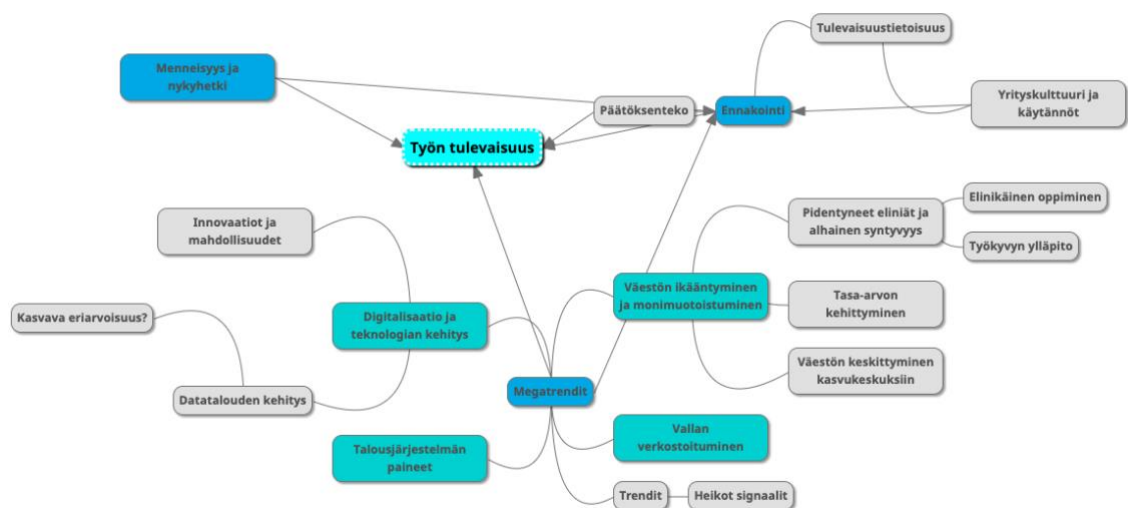 Tulevaisuustietoisuus
Menneisyys ja
nykyhetki
Päätöksenteko
Ennakointi
Yrityskulttuuri ja
käytännöt
Työn tulevaisuus
Innovaatiot ja
mahdollisuudet
Pidentyneet eliniät ja
alhainen syntyvyys
Elinikäinen oppiminen
Työkyvyn ylläpito
Kasvava eriarvoisuus?
Digitalisaatio ja
teknologian kehitys
Väestön ikääntyminen
ja monimuotoistuminen
Tasa-arvon
kehittyminen
Väestön keskittyminen
kasvukeskuksiin
Datatalouden kehitys
Megatrendit
Talousjärjestelmän
paineet
Vallan
verkostoituminen
Trendit
Heikot signaalit